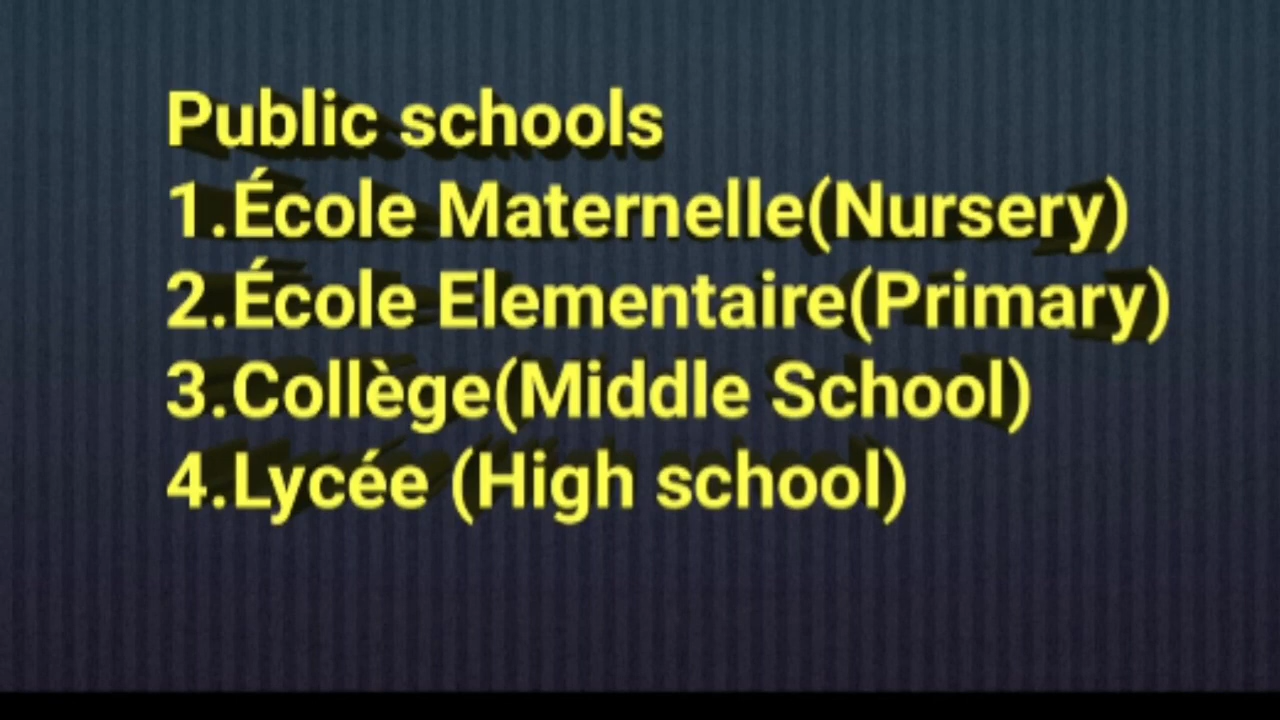 Public schools
1.École Maternelle(Nursery)
2.École Elementaire(Primary)
3.Collège(Middle School)
4.Lycée (High school)